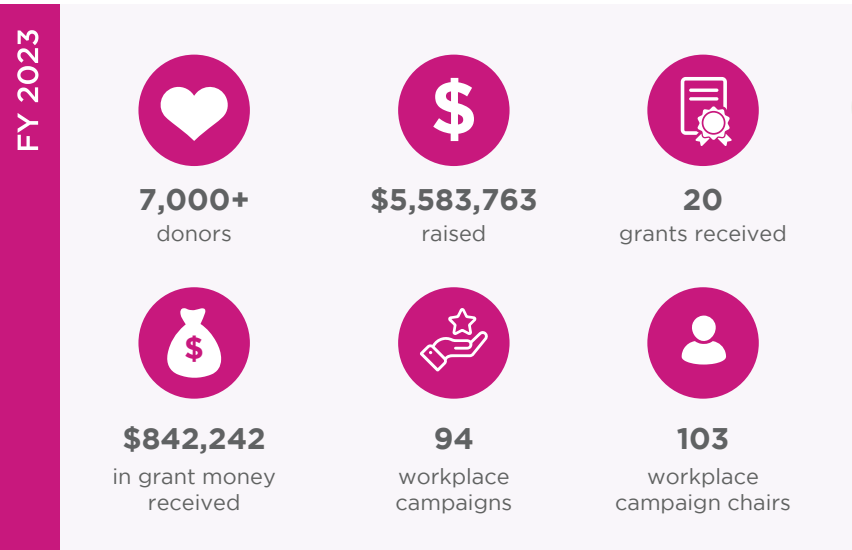 FY 2023
$
7,000+
donors
$5,583,763
raised
20
grants received
$
$842,242
in grant money
received
94
workplace
campaigns
103
workplace
campaign chairs